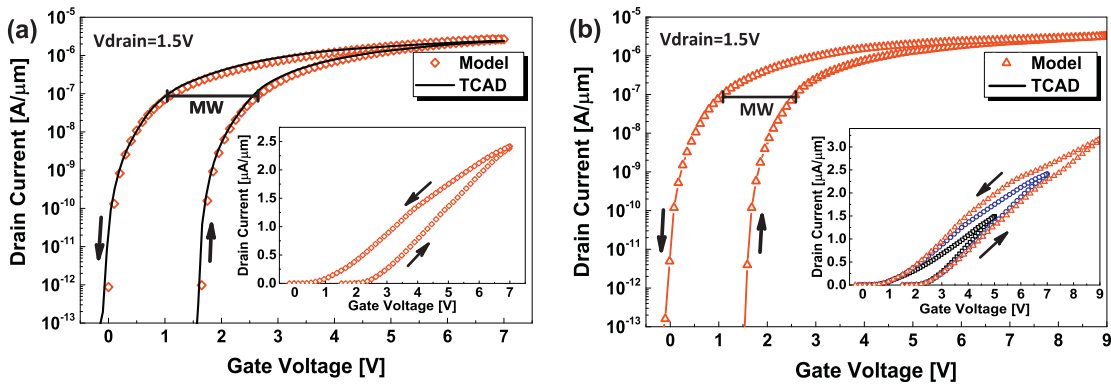 (a)
Vdrain=1.5V
Model
TCAD
MW
Drain Current [A/μm]
10⁻⁵
10⁻⁶
10⁻⁷
10⁻⁸
10⁻⁹
10⁻¹⁰
10⁻¹¹
10⁻¹²
10⁻¹³
0 1 2 3 4 5 6 7
Gate Voltage [V]
Drain Current [μA/μm]
2.5
2.0
1.5
1.0
0.5
0.0
0 1 2 3 4 5 6 7
Gate Voltage [V]
(b)
Vdrain=1.5V
Model
TCAD
MW
Drain Current [A/μm]
10⁻⁵
10⁻⁶
10⁻⁷
10⁻⁸
10⁻⁹
10⁻¹⁰
10⁻¹¹
10⁻¹²
10⁻¹³
0 1 2 3 4 5 6 7 8 9
Gate Voltage [V]
Drain Current [μA/μm]
3.0
2.5
2.0
1.5
1.0
0.5
0.0
0 1 2 3 4 5 6 7 8 9
Gate Voltage [V]